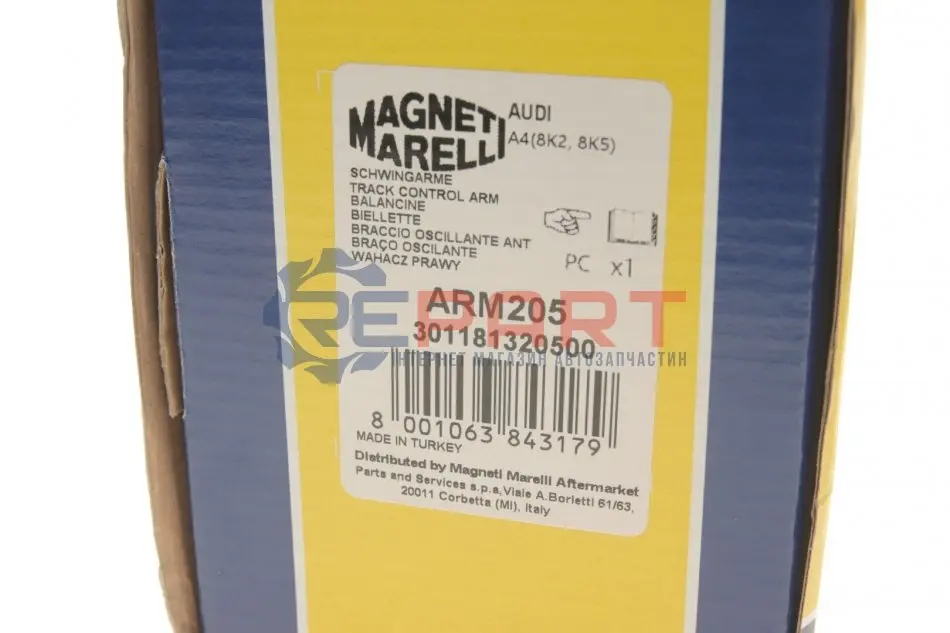 MAGNETI
MARELLI
AUDI
A4(8K2, 8K5)
SCHWINGARME
TRACK CONTROL ARM
BALANCINE
BIELLETTE
BRACCIO OSCILLANTE ANT
BRAÇO OSCILANTE
WAHACZ PRAWY
PC x1
ARM205
REPART
301181320500
ІНТЕРНЕТ МАГАЗИН АВТОЗАПЧАСТИН
8 001063 843179
MADE IN TURKEY
Distributed by Magneti Marelli Aftermarket
Parts and Services s.p.a,Viale A.Borletti 61/63,
20011 Corbetta (MI), Italy